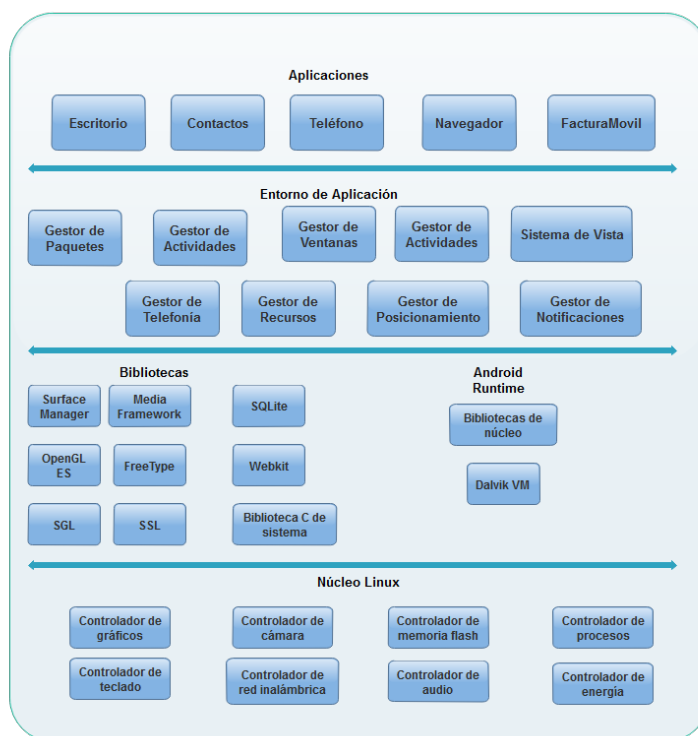 Aplicaciones
Escritorio
Contactos
Teléfono
Navegador
FacturaMovil
Entorno de Aplicación
Gestor de
Paquetes
Gestor de
Actividades
Gestor de
Ventanas
Gestor de
Actividades
Sistema de Vista
Gestor de
Telefonía
Gestor de
Recursos
Gestor de
Posicionamiento
Gestor de
Notificaciones
Bibliotecas
Surface
Manager
Media
Framework
SQLite
OpenGL
ES
FreeType
Webkit
SGL
SSL
Biblioteca C de
sistema
Android
Runtime
Bibliotecas de
núcleo
Dalvik VM
Núcleo Linux
Controlador de
gráficos
Controlador de
cámara
Controlador de
memoria flash
Controlador de
procesos
Controlador de
teclado
Controlador de
red inalámbrica
Controlador de
audio
Controlador de
energía